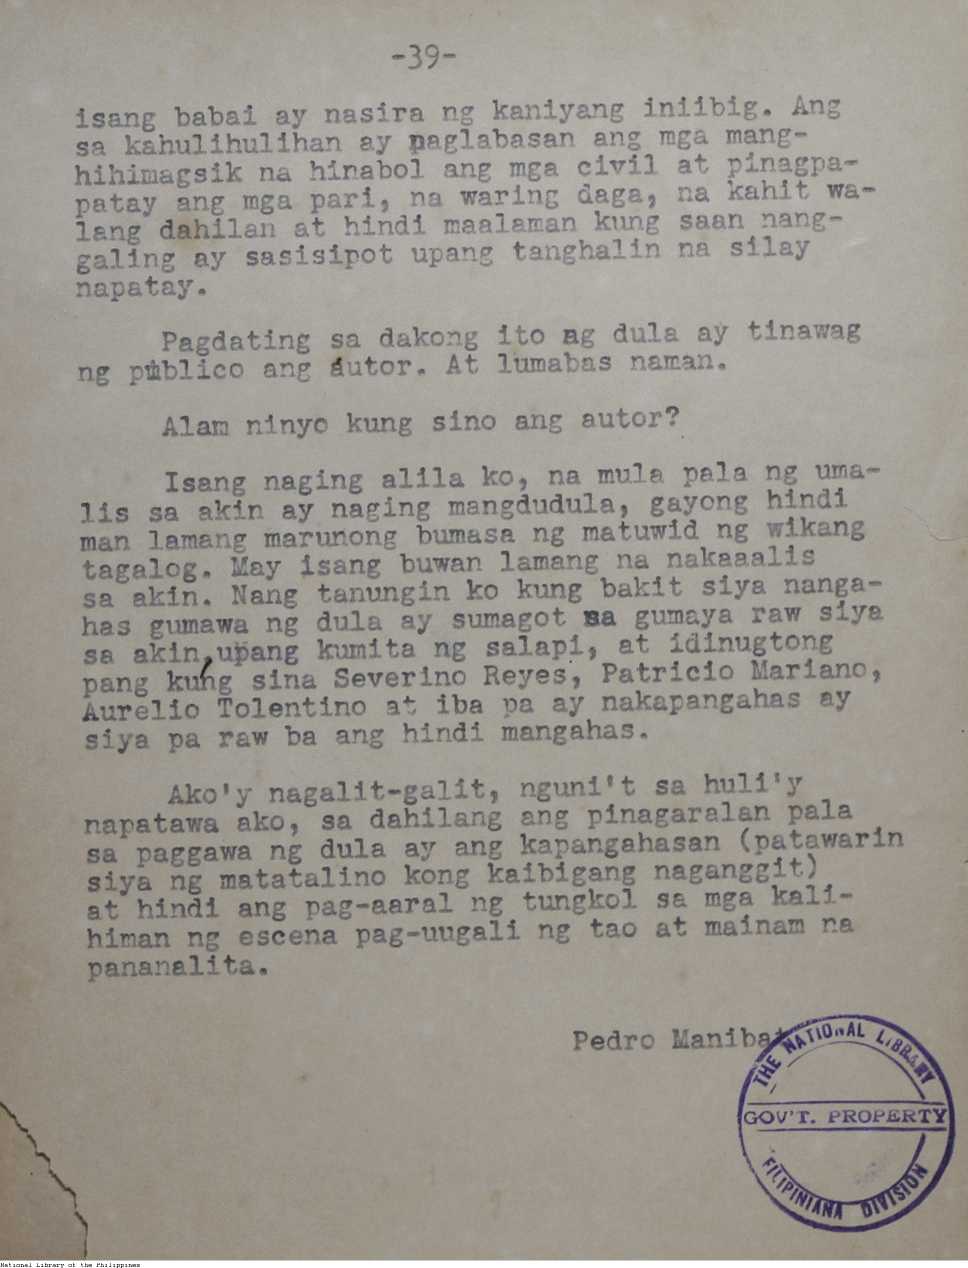 -39-
isang babai ay nasira ng kaniyang iniibig. Ang
sa kahulihulihan ay paglabasan ang mga mang-
hihimagsik na hinabol ang mga civil at pinagpa-
patay ang mga pari, na waring daga, na kahit wa-
lang dahilan at hindi maalaman kung saan nang-
galing ay sasisipot upang tanghalin na silay
napatay.
Pagdating sa dakong ito ng dula ay tinawag
ng público ang autor. At lumabas naman.
Alam ninyo kung sino ang autor?
Isang naging alila ko, na mula pala ng uma-
lis sa akin ay naging mangdudula, gayong hindi
man lamang marunong bumasa ng matuwid ng wikang
tagalog. May isang buwan lamang na nakaaalis
sa akin. Nang tanungin ko kung bakit siya nanga-
has gumawa ng dula ay sumagot sa gumaya raw siya
sa akin, upang kumita ng salapi, at idinugtong
pang kung sina Severino Reyes, Patricio Mariano,
Aurelio Tolentino at iba pa ay nakapangahas ay
siya pa raw ba ang hindi mangahas.
Ako'y nagalit-galit, nguni't sa huli'y
napatawa ako, sa dahilang ang pinagaralan pala
sa paggawa ng dula ay ang kapangahasan (patawarin
siya ng matatalino kong kaibigang naganggit)
at hindi ang pag-aaral ng tungkol sa mga kali-
himan ng escena pag-uugali ng tao at mainam na
pananalita.
Pedro
THE NATIONAL LIBRARY
GOV'T. PROPERTY
FILIPINIANA DIVISION
National Library of the Philippines